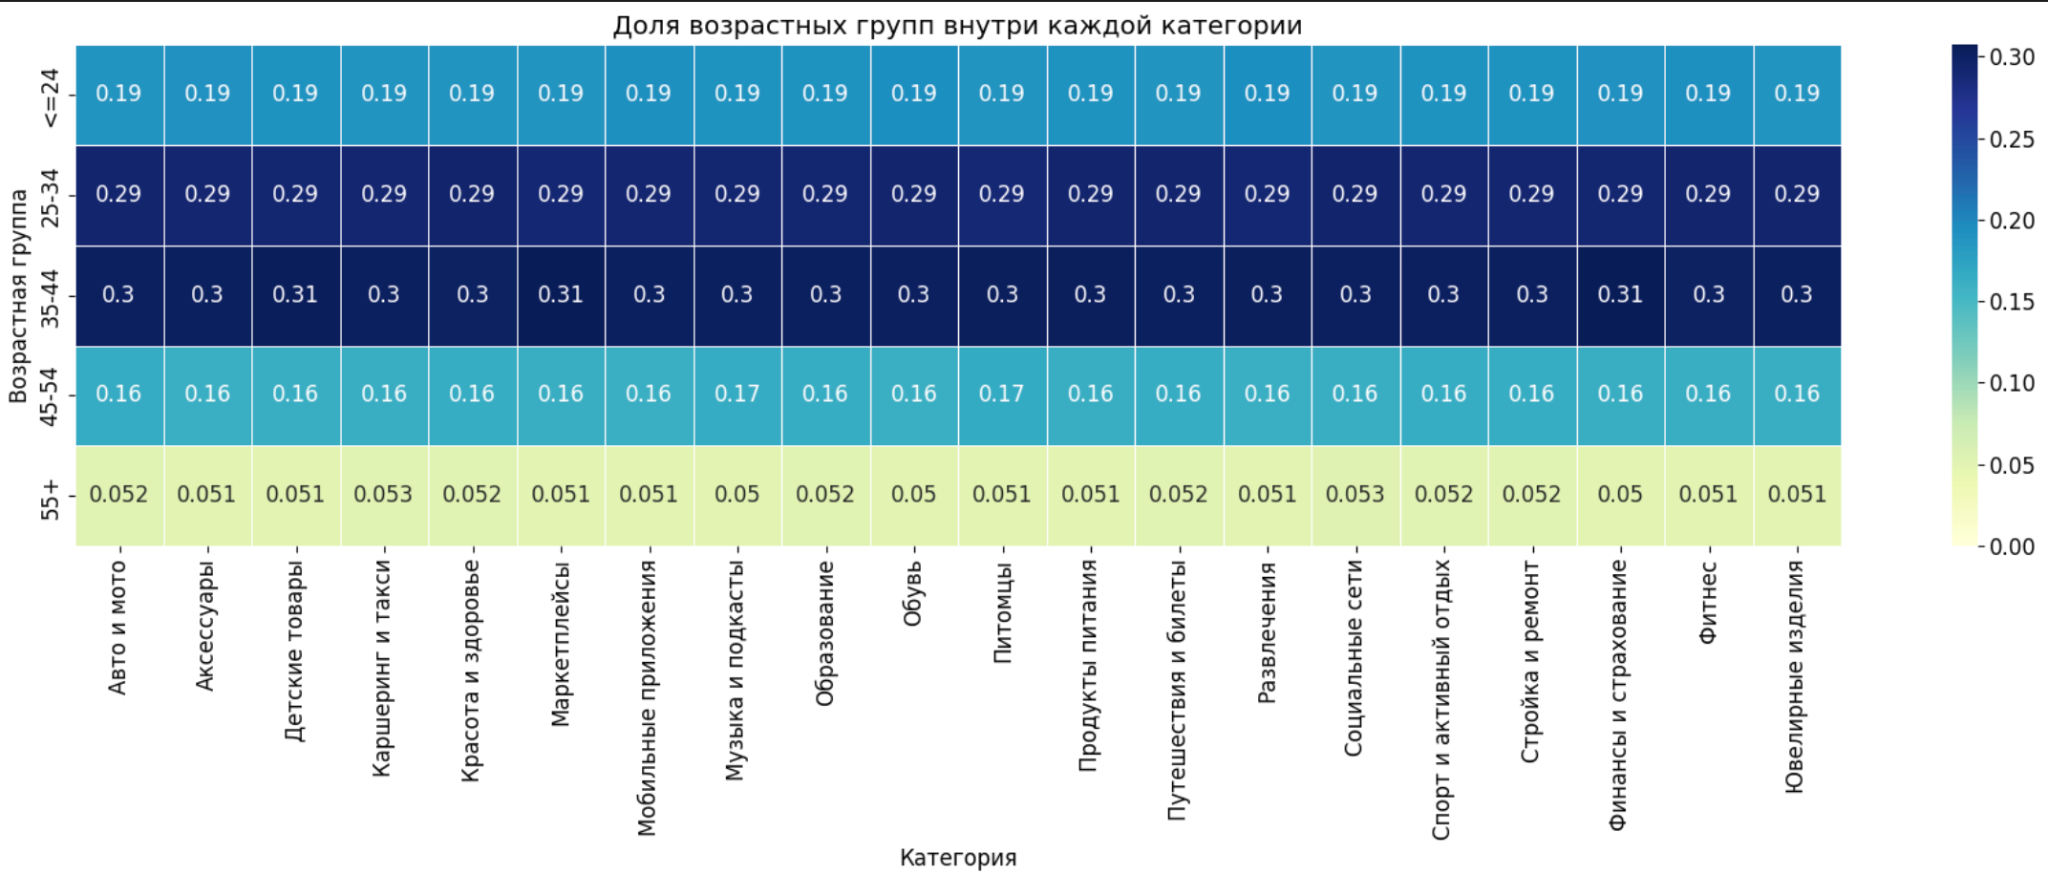 Доля возрастных групп внутри каждой категории
Возрастная группа
<=24 0.19 0.19 0.19 0.19 0.19 0.19 0.19 0.19 0.19 0.19 0.19 0.19 0.19 0.19 0.19 0.19 0.19 0.19 0.19 0.19
25-34 0.29 0.29 0.29 0.29 0.29 0.29 0.29 0.29 0.29 0.29 0.29 0.29 0.29 0.29 0.29 0.29 0.29 0.29 0.29 0.29
35-44 0.3 0.3 0.31 0.3 0.3 0.31 0.3 0.3 0.3 0.3 0.3 0.3 0.3 0.3 0.3 0.3 0.3 0.31 0.3 0.3
45-54 0.16 0.16 0.16 0.16 0.16 0.16 0.16 0.17 0.16 0.16 0.17 0.16 0.16 0.16 0.16 0.16 0.16 0.16 0.16 0.16
55+ 0.052 0.051 0.051 0.053 0.052 0.051 0.051 0.05 0.052 0.05 0.051 0.051 0.052 0.051 0.053 0.052 0.052 0.05 0.051 0.051
Авто и мото
Аксессуары
Детские товары
Каршеринг и такси
Красота и здоровье
Маркетплейсы
Мобильные приложения
Музыка и подкасты
Образование
Обувь
Питомцы
Продукты питания
Путешествия и билеты
Развлечения
Социальные сети
Спорт и активный отдых
Стройка и ремонт
Финансы и страхование
Фитнес
Ювелирные изделия
Категория
0.30
0.25
0.20
0.15
0.10
0.05
0.00